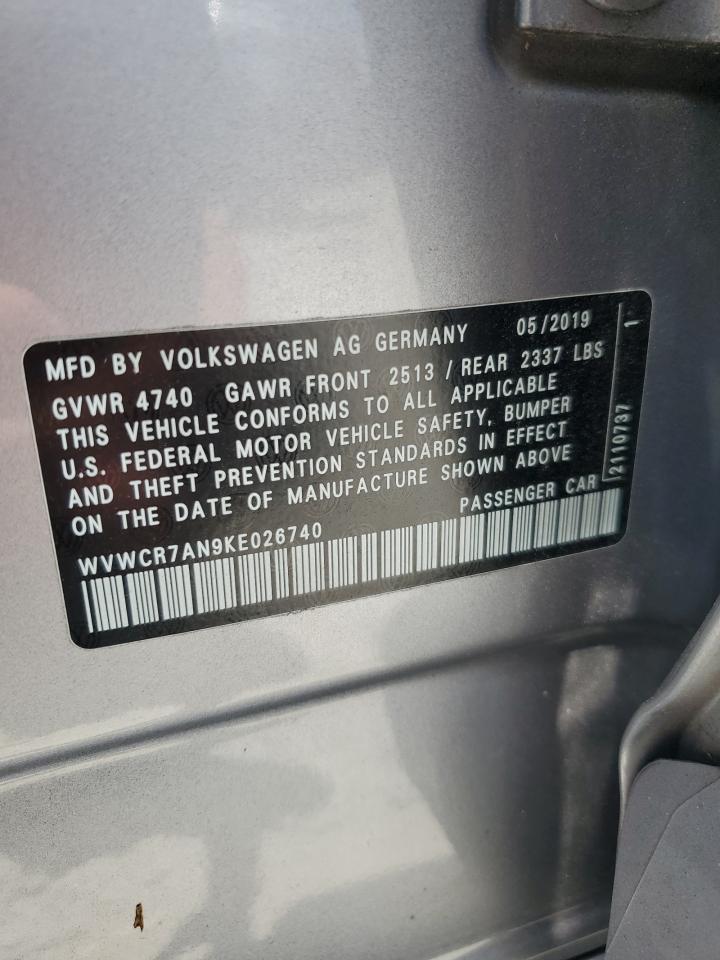 MFD BY VOLKSWAGEN AG GERMANY 05/2019
GVWR 4740 GAWR FRONT 2513 / REAR 2337 LBS
THIS VEHICLE CONFORMS TO ALL APPLICABLE
U.S. FEDERAL MOTOR VEHICLE SAFETY, BUMPER
AND THEFT PREVENTION STANDARDS IN EFFECT
ON THE DATE OF MANUFACTURE SHOWN ABOVE
PASSENGER CAR
WVWCR7AN9KE026740
2110737 1